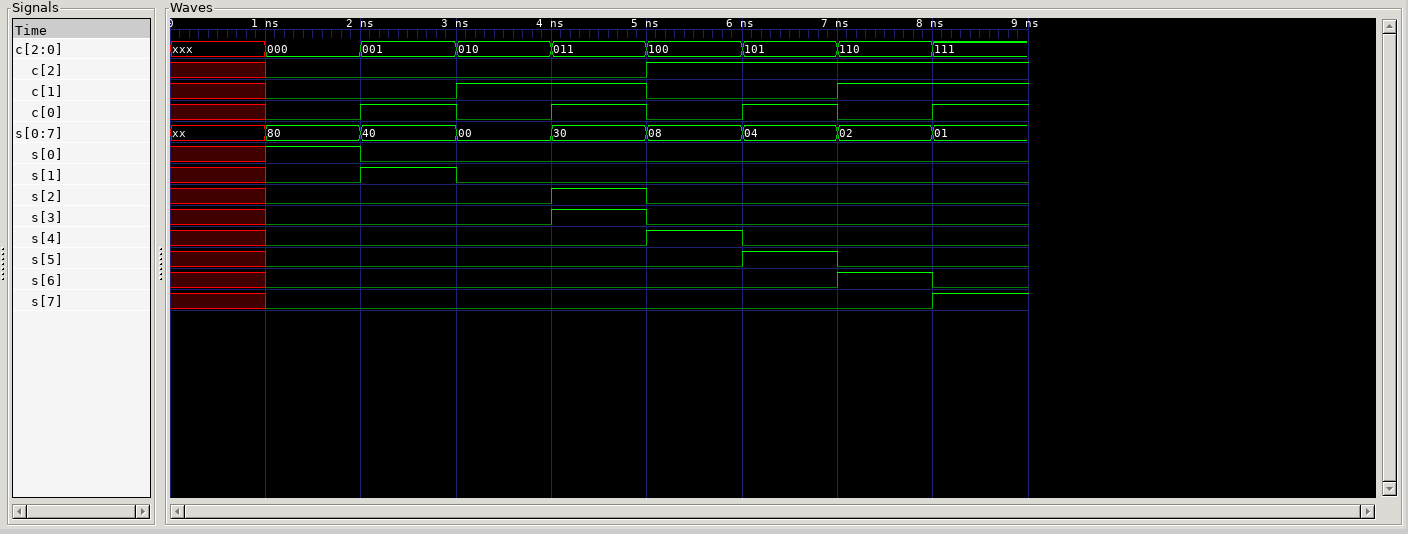 Signals
Waves
Time
0 1 ns 2 ns 3 ns 4 ns 5 ns 6 ns 7 ns 8 ns 9 ns
c[2:0] xxx 000 001 010 011 100 101 110 111
c[2]
c[1]
c[0]
s[0:7] xx 80 40 00 30 08 04 02 01
s[0]
s[1]
s[2]
s[3]
s[4]
s[5]
s[6]
s[7]